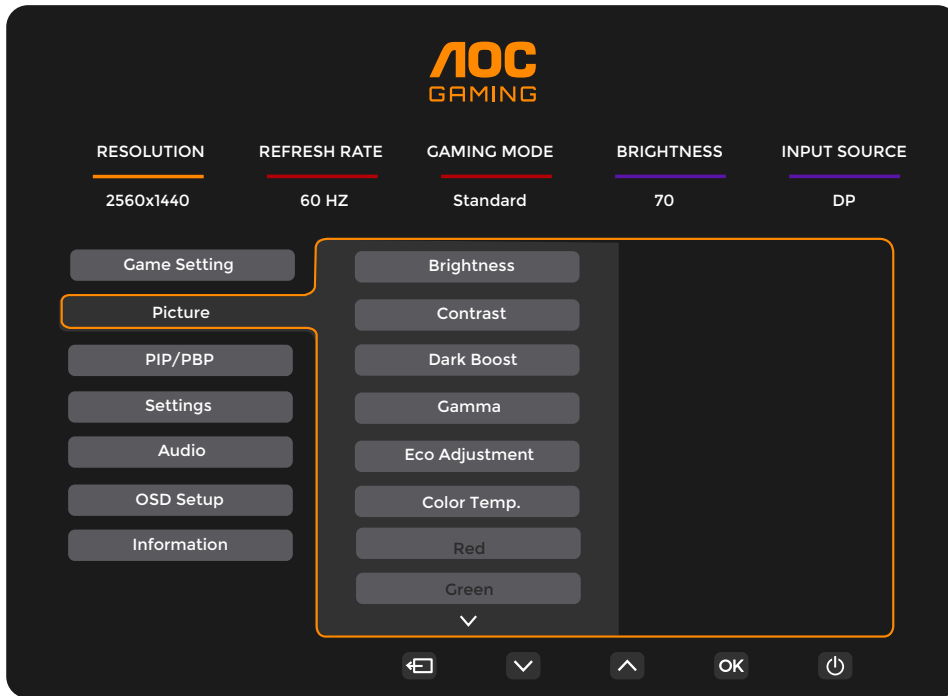 AOC
GAMING
RESOLUTION REFRESH RATE GAMING MODE BRIGHTNESS INPUT SOURCE
2560x1440 60 HZ Standard 70 DP
Game Setting
Picture
PIP/PBP
Settings
Audio
OSD Setup
Information
Brightness
Contrast
Dark Boost
Gamma
Eco Adjustment
Color Temp.
Red
Green
OK